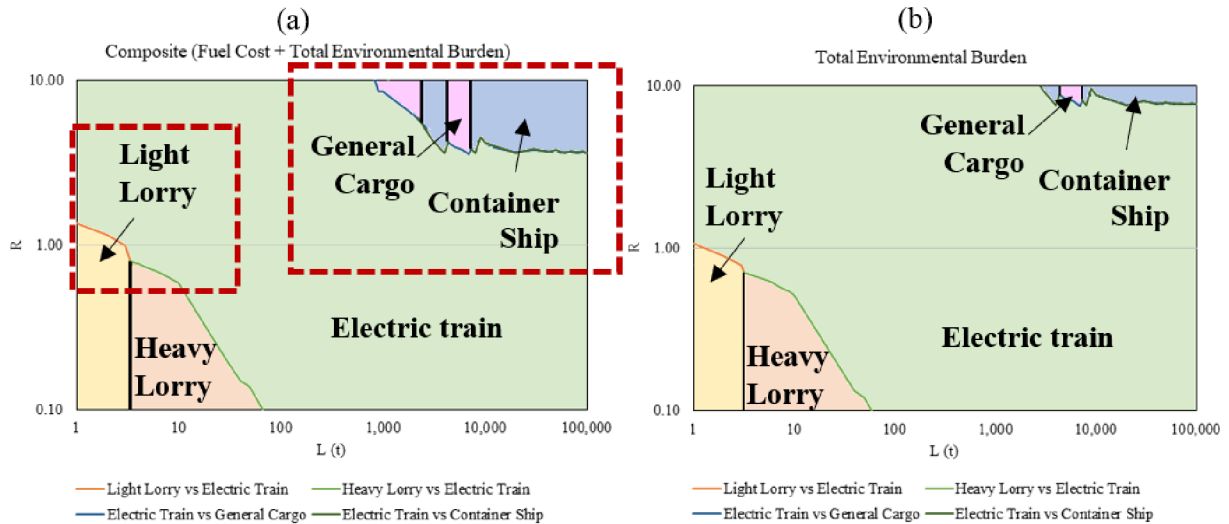 (a)
Composite (Fuel Cost + Total Environmental Burden)
10.00
1.00
0.10
R
Light
Lorry
Heavy
Lorry
General
Cargo
Container
Ship
Electric train
1
10
100
1,000
10,000
100,000
L (t)
Light Lorry vs Electric Train
Heavy Lorry vs Electric Train
Electric Train vs General Cargo
Electric Train vs Container Ship
(b)
Total Environmental Burden
10.00
1.00
0.10
R
Light
Lorry
Heavy
Lorry
General
Cargo
Container
Ship
Electric train
1
10
100
1,000
10,000
100,000
L (t)
Light Lorry vs Electric Train
Heavy Lorry vs Electric Train
Electric Train vs General Cargo
Electric Train vs Container Ship